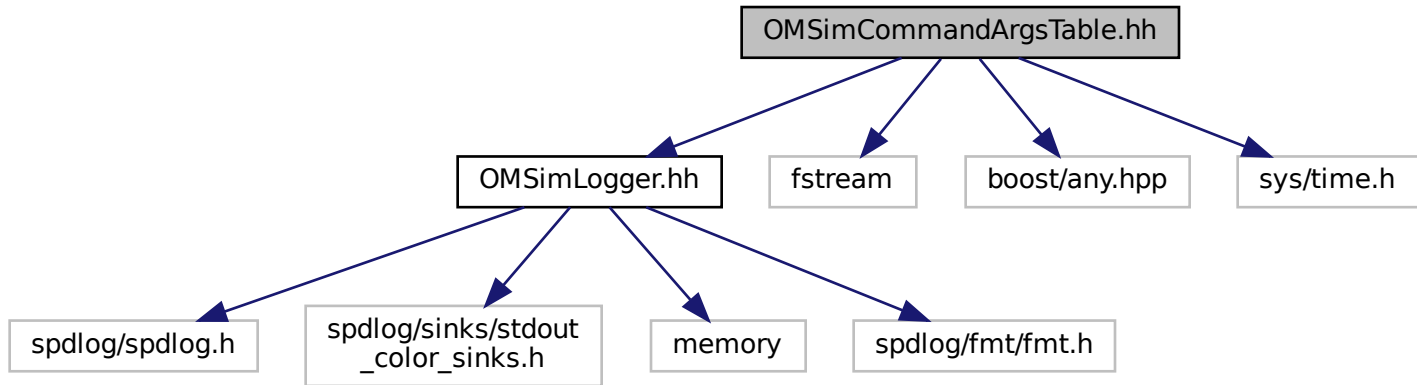 OMSimCommandArgsTable.hh
OMSimLogger.hh
fstream
boost/any.hpp
sys/time.h
spdlog/spdlog.h
spdlog/sinks/stdout
_color_sinks.h
memory
spdlog/fmt/fmt.h